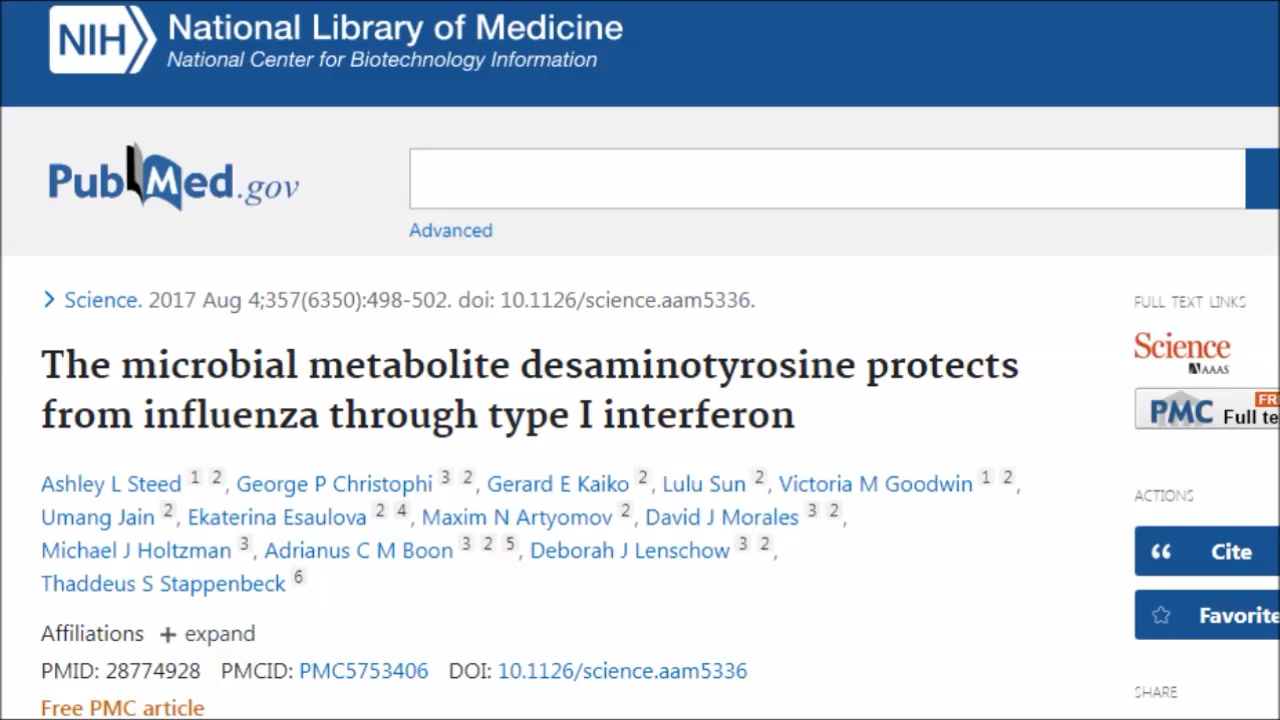 NIH National Library of Medicine
National Center for Biotechnology Information
PubMed.gov
Advanced
Science. 2017 Aug 4;357(6350):498-502. doi: 10.1126/science.aam5336.
The microbial metabolite desaminotyrosine protects
from influenza through type I interferon
Ashley L Steed 1 2, George P Christophi 3 2, Gerard E Kaiko 2, Lulu Sun 2, Victoria M Goodwin 1 2,
Umang Jain 2, Ekaterina Esaulova 2 4, Maxim N Artyomov 2, David J Morales 3 2,
Michael J Holtzman 3, Adrianus C M Boon 3 2 5, Deborah J Lenschow 3 2,
Thaddeus S Stappenbeck 6
Affiliations + expand
PMID: 28774928 PMCID: PMC5753406 DOI: 10.1126/science.aam5336
Free PMC article
FULL TEXT LINKS
Science
AAAS
PMC Full te
FR
ACTIONS
Cite
Favorite
SHARE